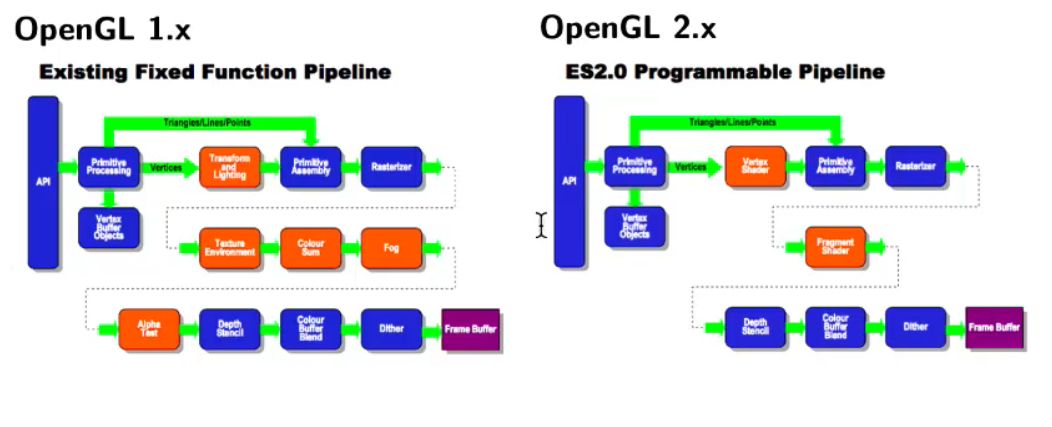 OpenGL 1.x
Existing Fixed Function Pipeline
Triangles/Lines/Points
API
Primitive
Processing
Vertices
Transform
and
Lighting
Primitive
Assembly
Rasterizer
Vertex
Buffer
Objects
Texture
Environment
Colour
Sum
Fog
Alpha
Test
Depth
Stencil
Colour
Buffer
Blend
Dither
Frame Buffer
OpenGL 2.x
ES2.0 Programmable Pipeline
Triangles/Lines/Points
API
Primitive
Processing
Vertices
Vertex
Shader
Primitive
Assembly
Rasterizer
Vertex
Buffer
Objects
Fragment
Shader
Depth
Stencil
Colour
Buffer
Blend
Dither
Frame Buffer